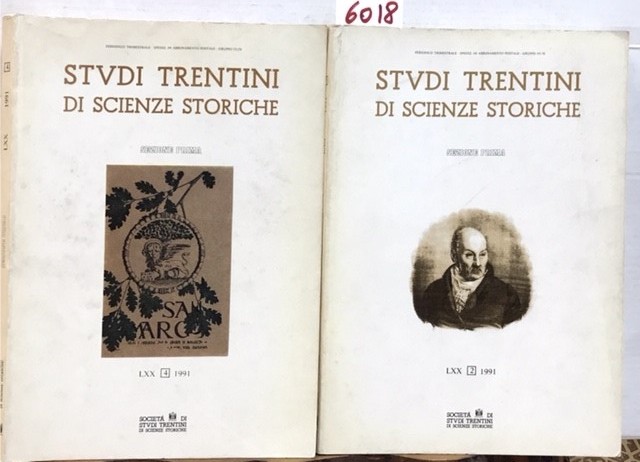 6018
STVDI TRENTINI
DI SCIENZE STORICHE
SEZIONE PRIMA
SAN
MARCO
LXX 4 1991
SOCIETÀ DI
STVDI TRENTINI
DI SCIENZE STORICHE
LXX 4 1991
STVDI TRENTINI
DI SCIENZE STORICHE
SEZIONE PRIMA
LXX 2 1991
SOCIETÀ DI
STVDI TRENTINI
DI SCIENZE STORICHE